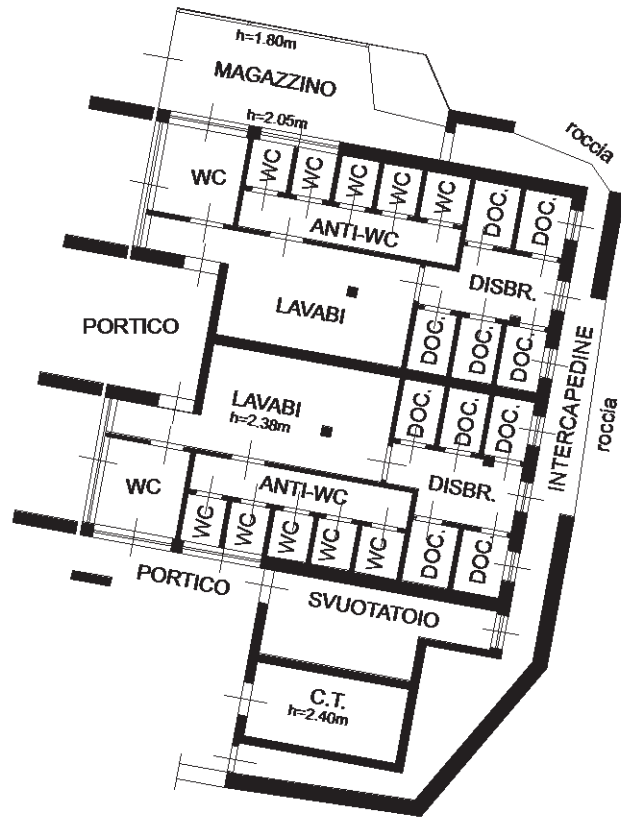 h=1.80m
MAGAZZINO
h=2.05m
roccia
WC
WC
WC
WC
WC
WC
DOC.
DOC.
ANTI-WC
DISBR.
LAVABI
PORTICO
DOC.
DOC.
DOC.
INTERCAPEDINE
roccia
LAVABI
h=2.38m
DOC.
DOC.
DOC.
WC
ANTI-WC
DISBR.
WC
WC
WC
WC
WC
DOC.
DOC.
PORTICO
SVUOTATOIO
C.T.
h=2.40m